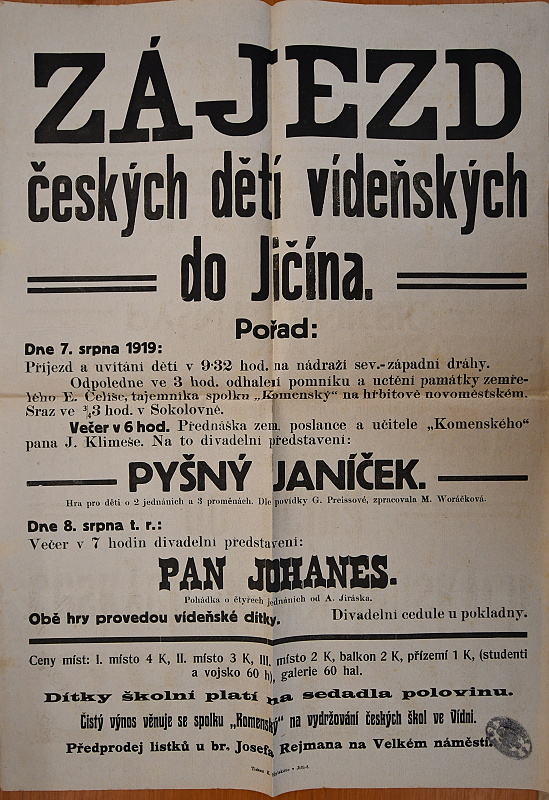 ZÁJEZD
českých dětí vídeňských
do Jičína.
Pořad:
Dne 7. srpna 1919:
Příjezd a uvítání dětí v 9·32 hod. na nádraží sev.-západní dráhy.
Odpoledne ve 3 hod. odhalení pomníku a uctění památky zemře-
lého E. Čelíše, tajemníka spolku „Komenský“ na hřbitově novoměstském.
Sraz ve ¾3 hod. v Sokolovně.
Večer v 6 hod. Přednáška zem. poslance a učitele „Komenského“
pana J. Klimeše. Na to divadelní představení:
PYŠNÝ JANÍČEK.
Hra pro děti o 2 jednáních a 3 proměnách. Dle povídky G. Preissové, zpracovala M. Woráčková.
Dne 8. srpna t. r.:
Večer v 7 hodin divadelní představení:
PAN JOHANES.
Pohádka o čtyřech jednáních od A. Jiráska.
Obě hry provedou vídeňské dítky. Divadelní cedule u pokladny.
Ceny míst: I. místo 4 K, II. místo 3 K, III. místo 2 K, balkon 2 K, přízemí 1 K, (studenti
a vojsko 60 h), galerie 60 hal.
Dítky školní platí na sedadla polovinu.
Čistý výnos věnuje se spolku „Komenský“ na vydržování českých škol ve Vídni.
Předprodej lístků u br. Josefa Rejmana na Velkém náměstí.